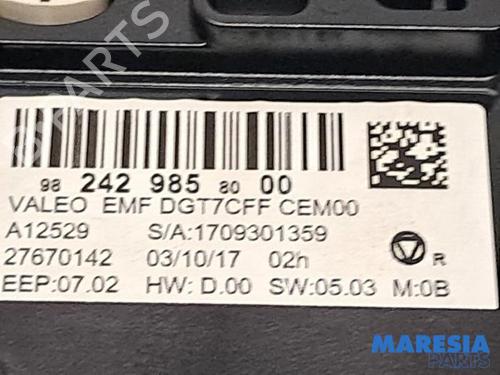 98 242 985 80 00
VALEO EMF DGT7CFF CEM00
A12529 S/A:1709301359
27670142 03/10/17 02h
R
EEP:07.02 HW: D.00 SW:05.03 M:0B
MARESIA
PARTS